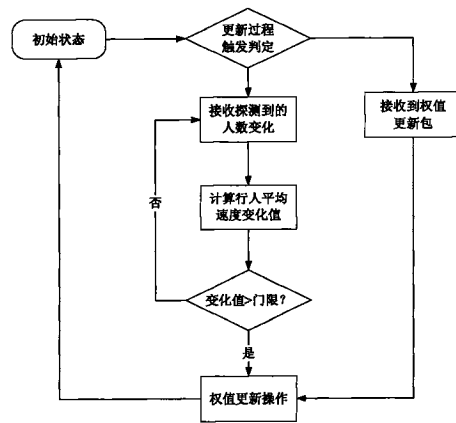 初始状态
更新过程
触发判定
接收探测到的
人数变化
接收到权值
更新包
计算行人平均
速度变化值
否
变化值>门限？
是
权值更新操作